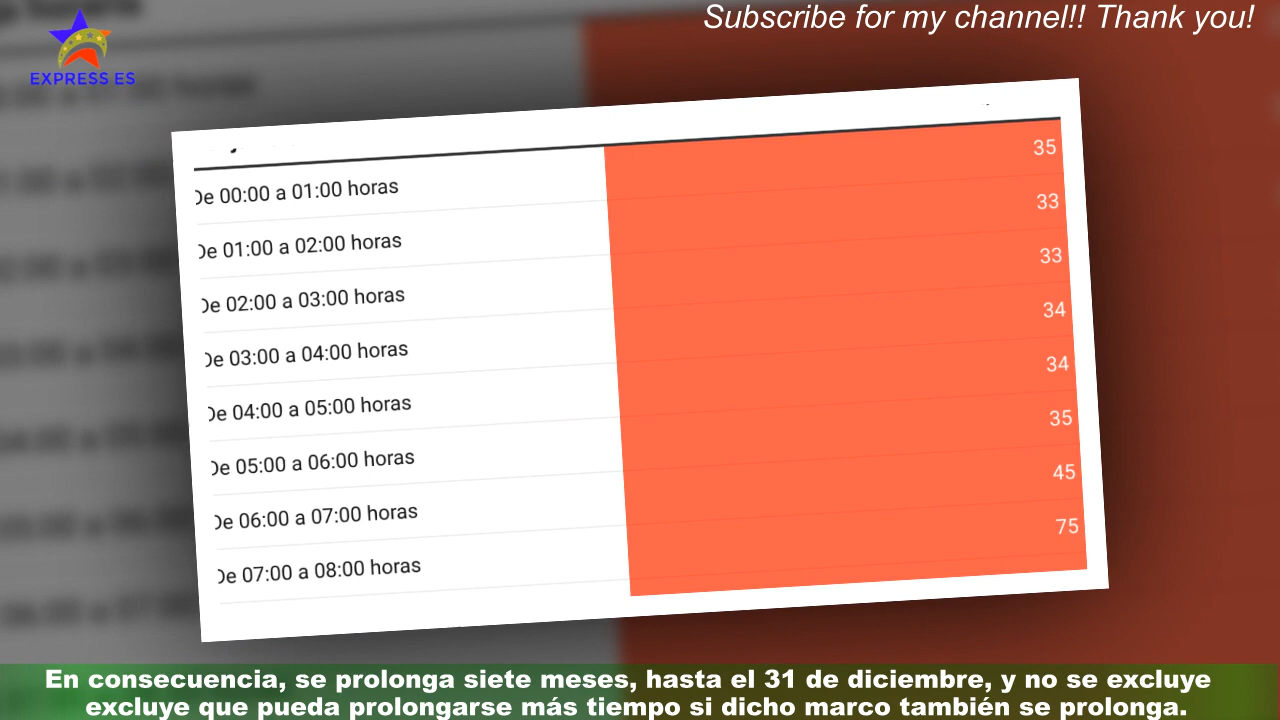 Subscribe for my channel!! Thank you!
EXPRESS ES
De 00:00 a 01:00 horas 35
De 01:00 a 02:00 horas 33
De 02:00 a 03:00 horas 33
De 03:00 a 04:00 horas 34
De 04:00 a 05:00 horas 34
De 05:00 a 06:00 horas 35
De 06:00 a 07:00 horas 45
De 07:00 a 08:00 horas 75
En consecuencia, se prolonga siete meses, hasta el 31 de diciembre, y no se excluye
excluye que pueda prolongarse más tiempo si dicho marco también se prolonga.